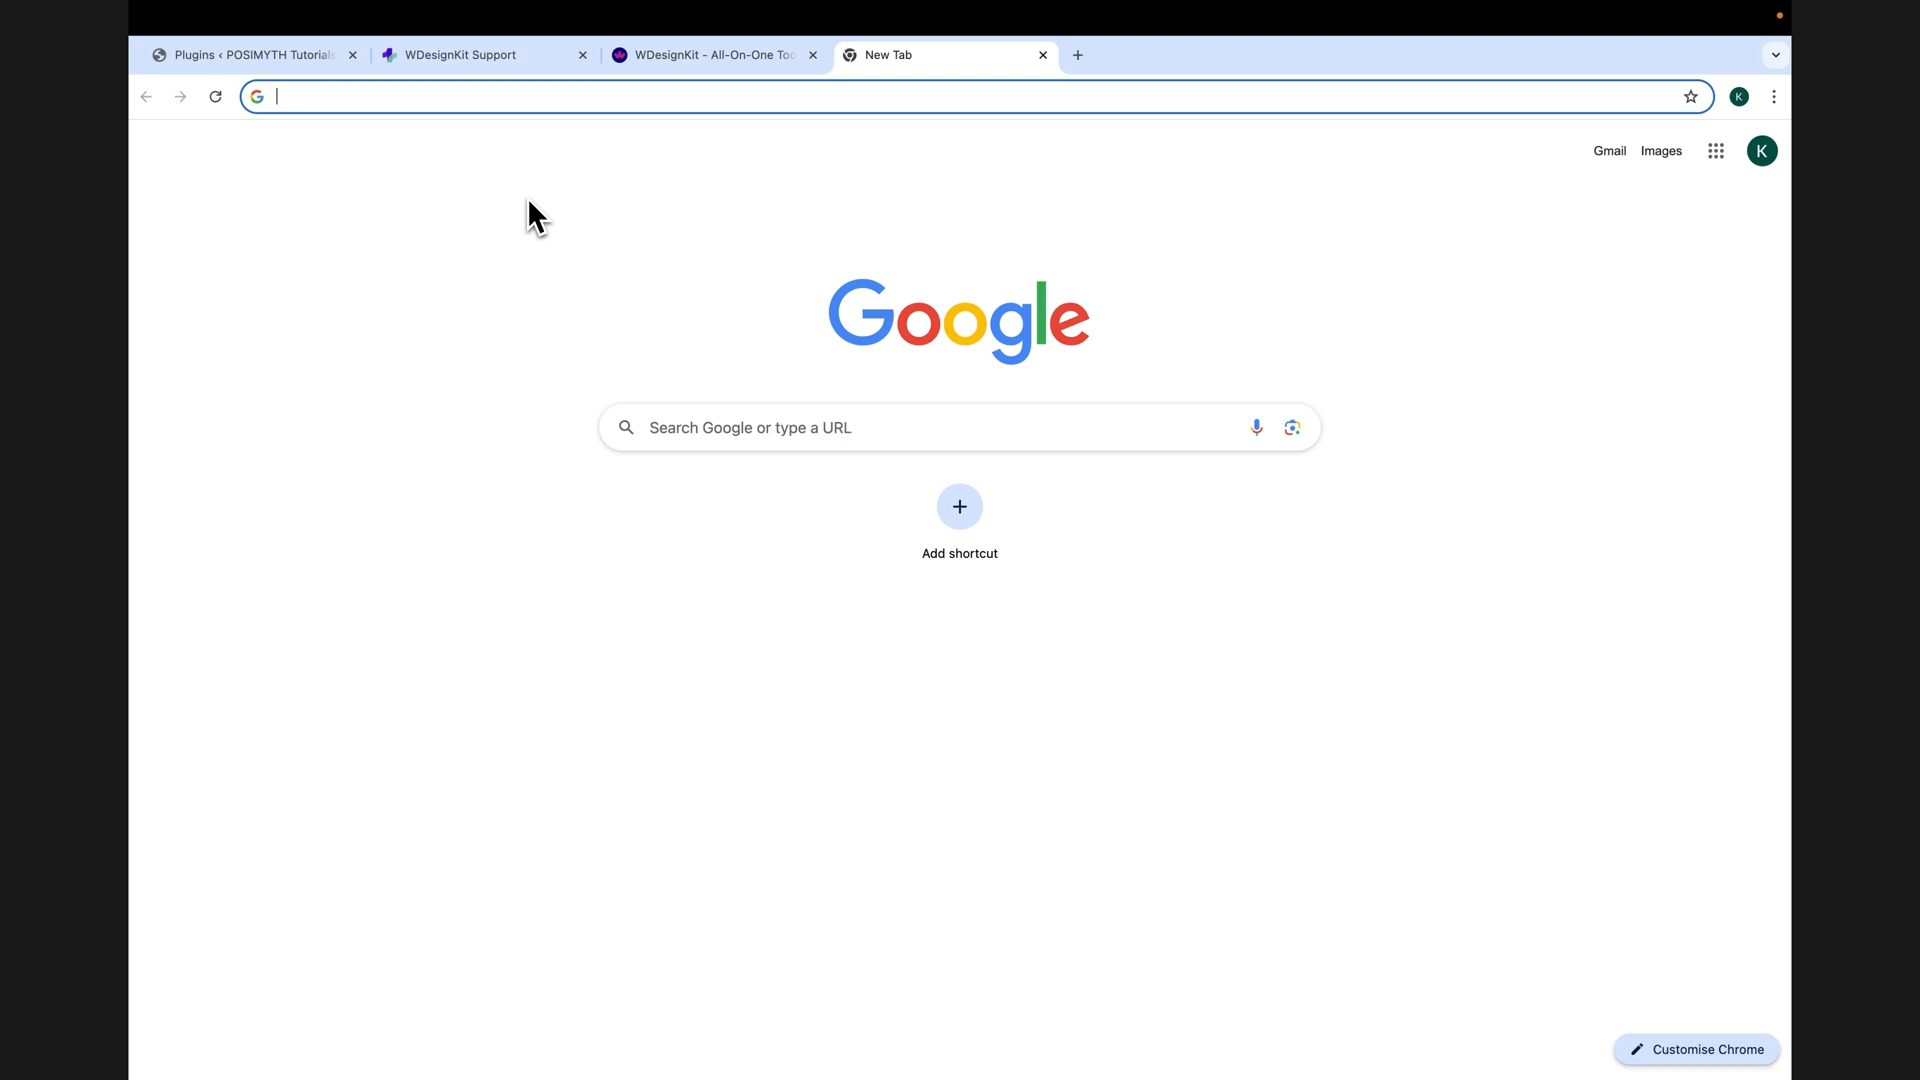 Plugins ‹ POSIMYTH Tutorials
WDesignKit Support
WDesignKit - All-On-One Too
New Tab
K
Gmail
Images
K
Google
Search Google or type a URL
Add shortcut
Customise Chrome